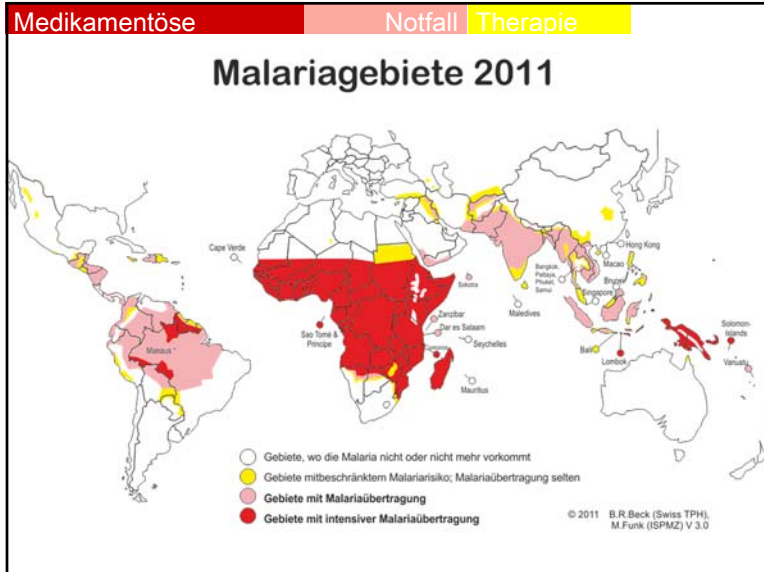 Medikamentöse Notfall Therapie
Malariagebiete 2011
Cape Verde
Sao Tomé &
Principe
Manaus
Sokotra
Zanzibar
Dar es Salaam
Comoros
Seychelles
Mauritius
Maledives
Bangkok,
Pattaya,
Phuket,
Samui
Hong Kong
Macao
Brunei
Singapore
Bali
Lombok
Solomon-
Islands
Vanuatu
Gebiete, wo die Malaria nicht oder nicht mehr vorkommt
Gebiete mitbeschränktem Malariarisiko; Malariaübertragung selten
Gebiete mit Malariaübertragung
Gebiete mit intensiver Malariaübertragung
© 2011 B.R.Beck (Swiss TPH),
M.Funk (ISPMZ) V 3.0